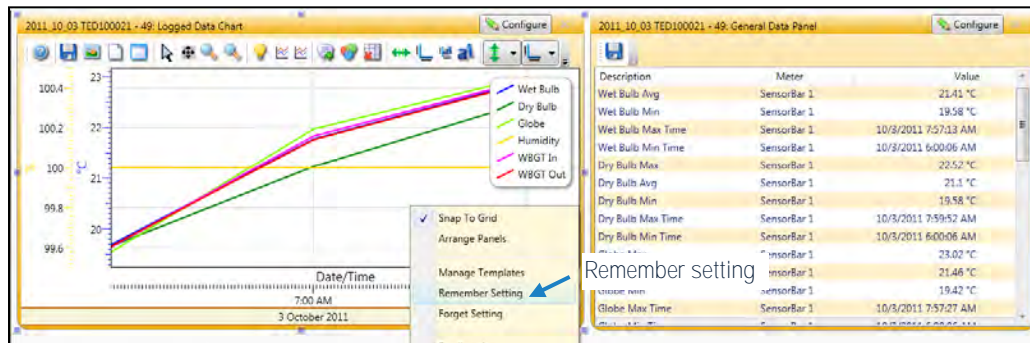 2011_10_03 TED100021 - 49: Logged Data Chart
Configure
100.4
100.2
100
99.8
99.6
%
23
22
21
20
°C
Wet Bulb
Dry Bulb
Globe
Humidity
WBGT In
WBGT Out
Date/Time
7:00 AM
3 October 2011
Snap To Grid
Arrange Panels
Manage Templates
Remember Setting
Forget Setting
Remember setting
2011_10_03 TED100021 - 49: General Data Panel
Configure
Description Meter Value
Wet Bulb Avg SensorBar 1 21.41 °C
Wet Bulb Min SensorBar 1 19.58 °C
Wet Bulb Max Time SensorBar 1 10/3/2011 7:57:13 AM
Wet Bulb Min Time SensorBar 1 10/3/2011 6:00:06 AM
Dry Bulb Max SensorBar 1 22.52 °C
Dry Bulb Avg SensorBar 1 21.1 °C
Dry Bulb Min SensorBar 1 19.58 °C
Dry Bulb Max Time SensorBar 1 10/3/2011 7:59:52 AM
Dry Bulb Min Time SensorBar 1 10/3/2011 6:00:06 AM
SensorBar 1 23.02 °C
SensorBar 1 21.46 °C
Globe Min SensorBar 1 19.42 °C
Globe Max Time SensorBar 1 10/3/2011 7:57:27 AM